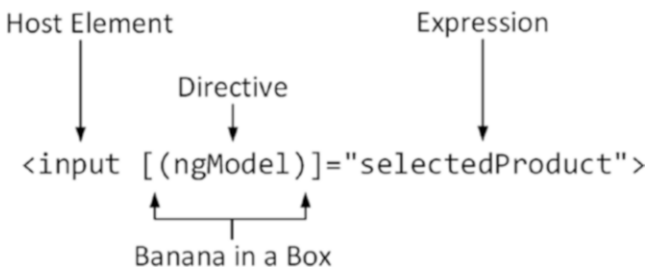 Host Element
Expression
Directive
<input [(ngModel)]="selectedProduct">
Banana in a Box